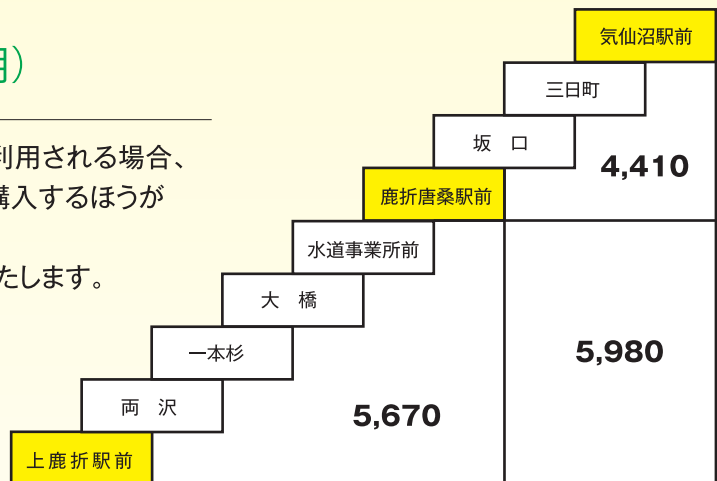 気仙沼駅前
用）
三日町
利用される場合、
坂　口
4,410
購入するほうが
鹿折唐桑駅前
水道事業所前
たします。
大　橋
一本杉
5,980
両　沢
5,670
上鹿折駅前